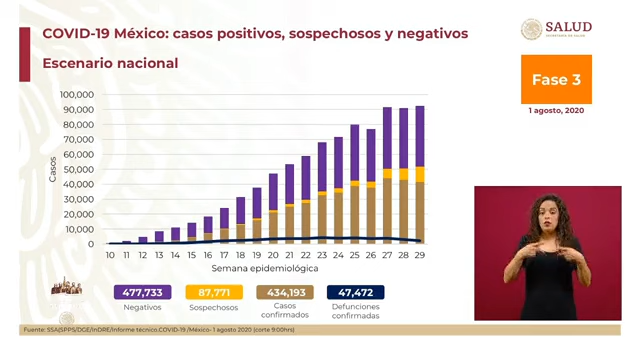 COVID-19 México: casos positivos, sospechosos y negativos
Escenario nacional
SALUD
SECRETARÍA DE SALUD
Fase 3
1 agosto, 2020
100,000
90,000
80,000
70,000
60,000
50,000
40,000
30,000
20,000
10,000
0
Casos
10 11 12 13 14 15 16 17 18 19 20 21 22 23 24 25 26 27 28 29
Semana epidemiológica
477,733 87,771 434,193 47,472
Negativos Sospechosos Casos confirmados Defunciones confirmadas
Fuente: SSA(SPPS/DGE/InDRE/Informe técnico.COVID-19 /México- 1 agosto 2020 (corte 9:00hrs)